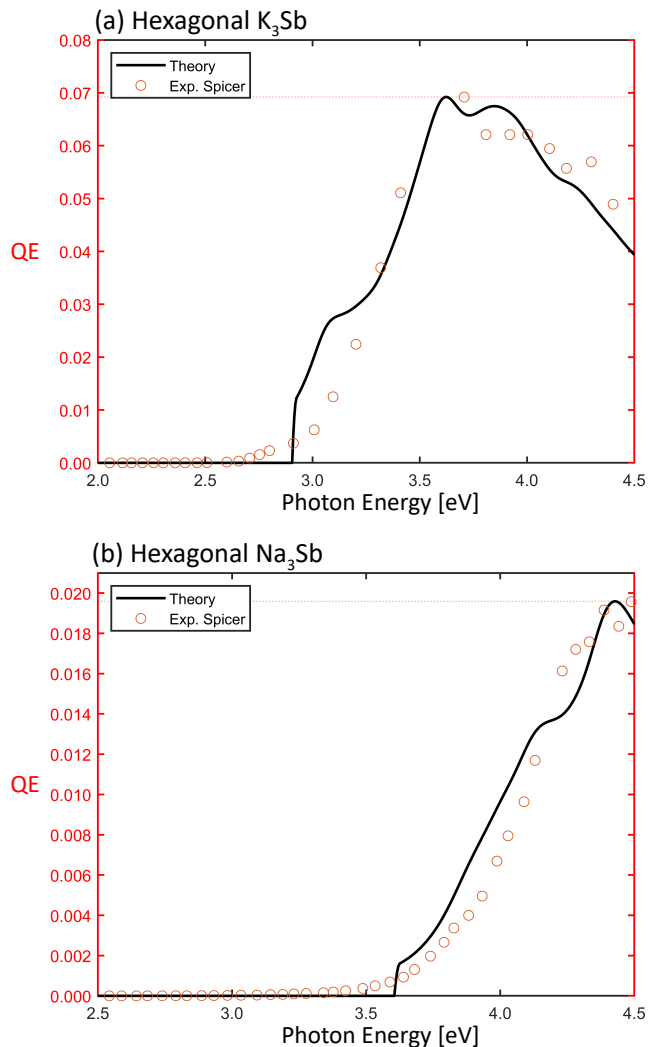 (a) Hexagonal K₃Sb
0.08
0.07
0.06
0.05
0.04
0.03
0.02
0.01
0.00
QE
Theory
Exp. Spicer
2.0 2.5 3.0 3.5 4.0 4.5
Photon Energy [eV]
(b) Hexagonal Na₃Sb
0.020
0.018
0.016
0.014
0.012
0.010
0.008
0.006
0.004
0.002
0.000
QE
Theory
Exp. Spicer
2.5 3.0 3.5 4.0 4.5
Photon Energy [eV]